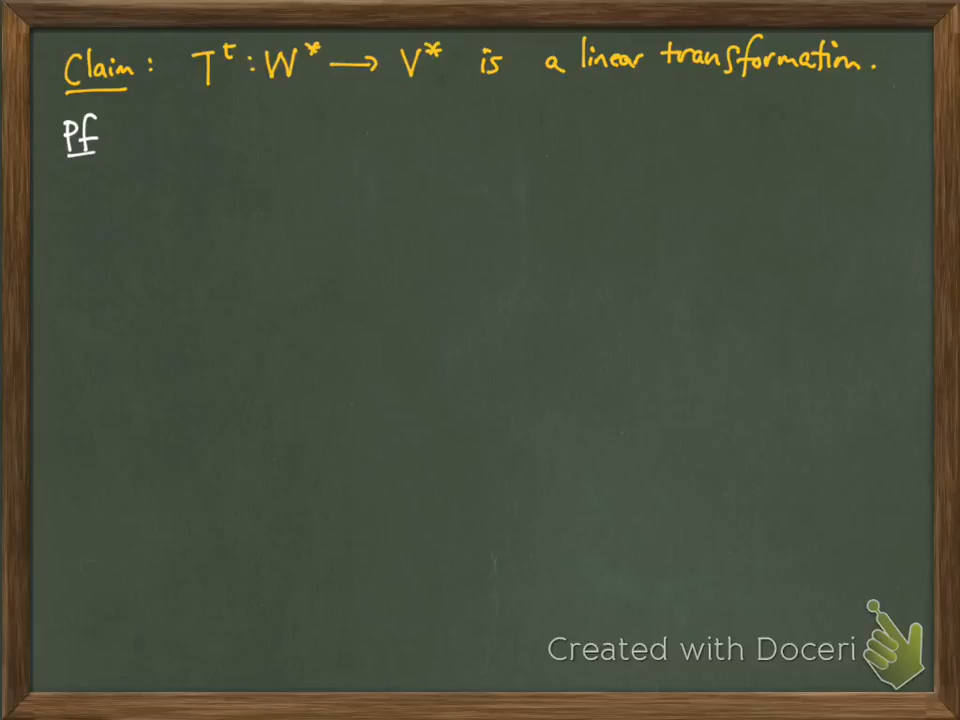 Claim: T^t : W^* → V^* is a linear transformation.
Pf
Created with Doceri